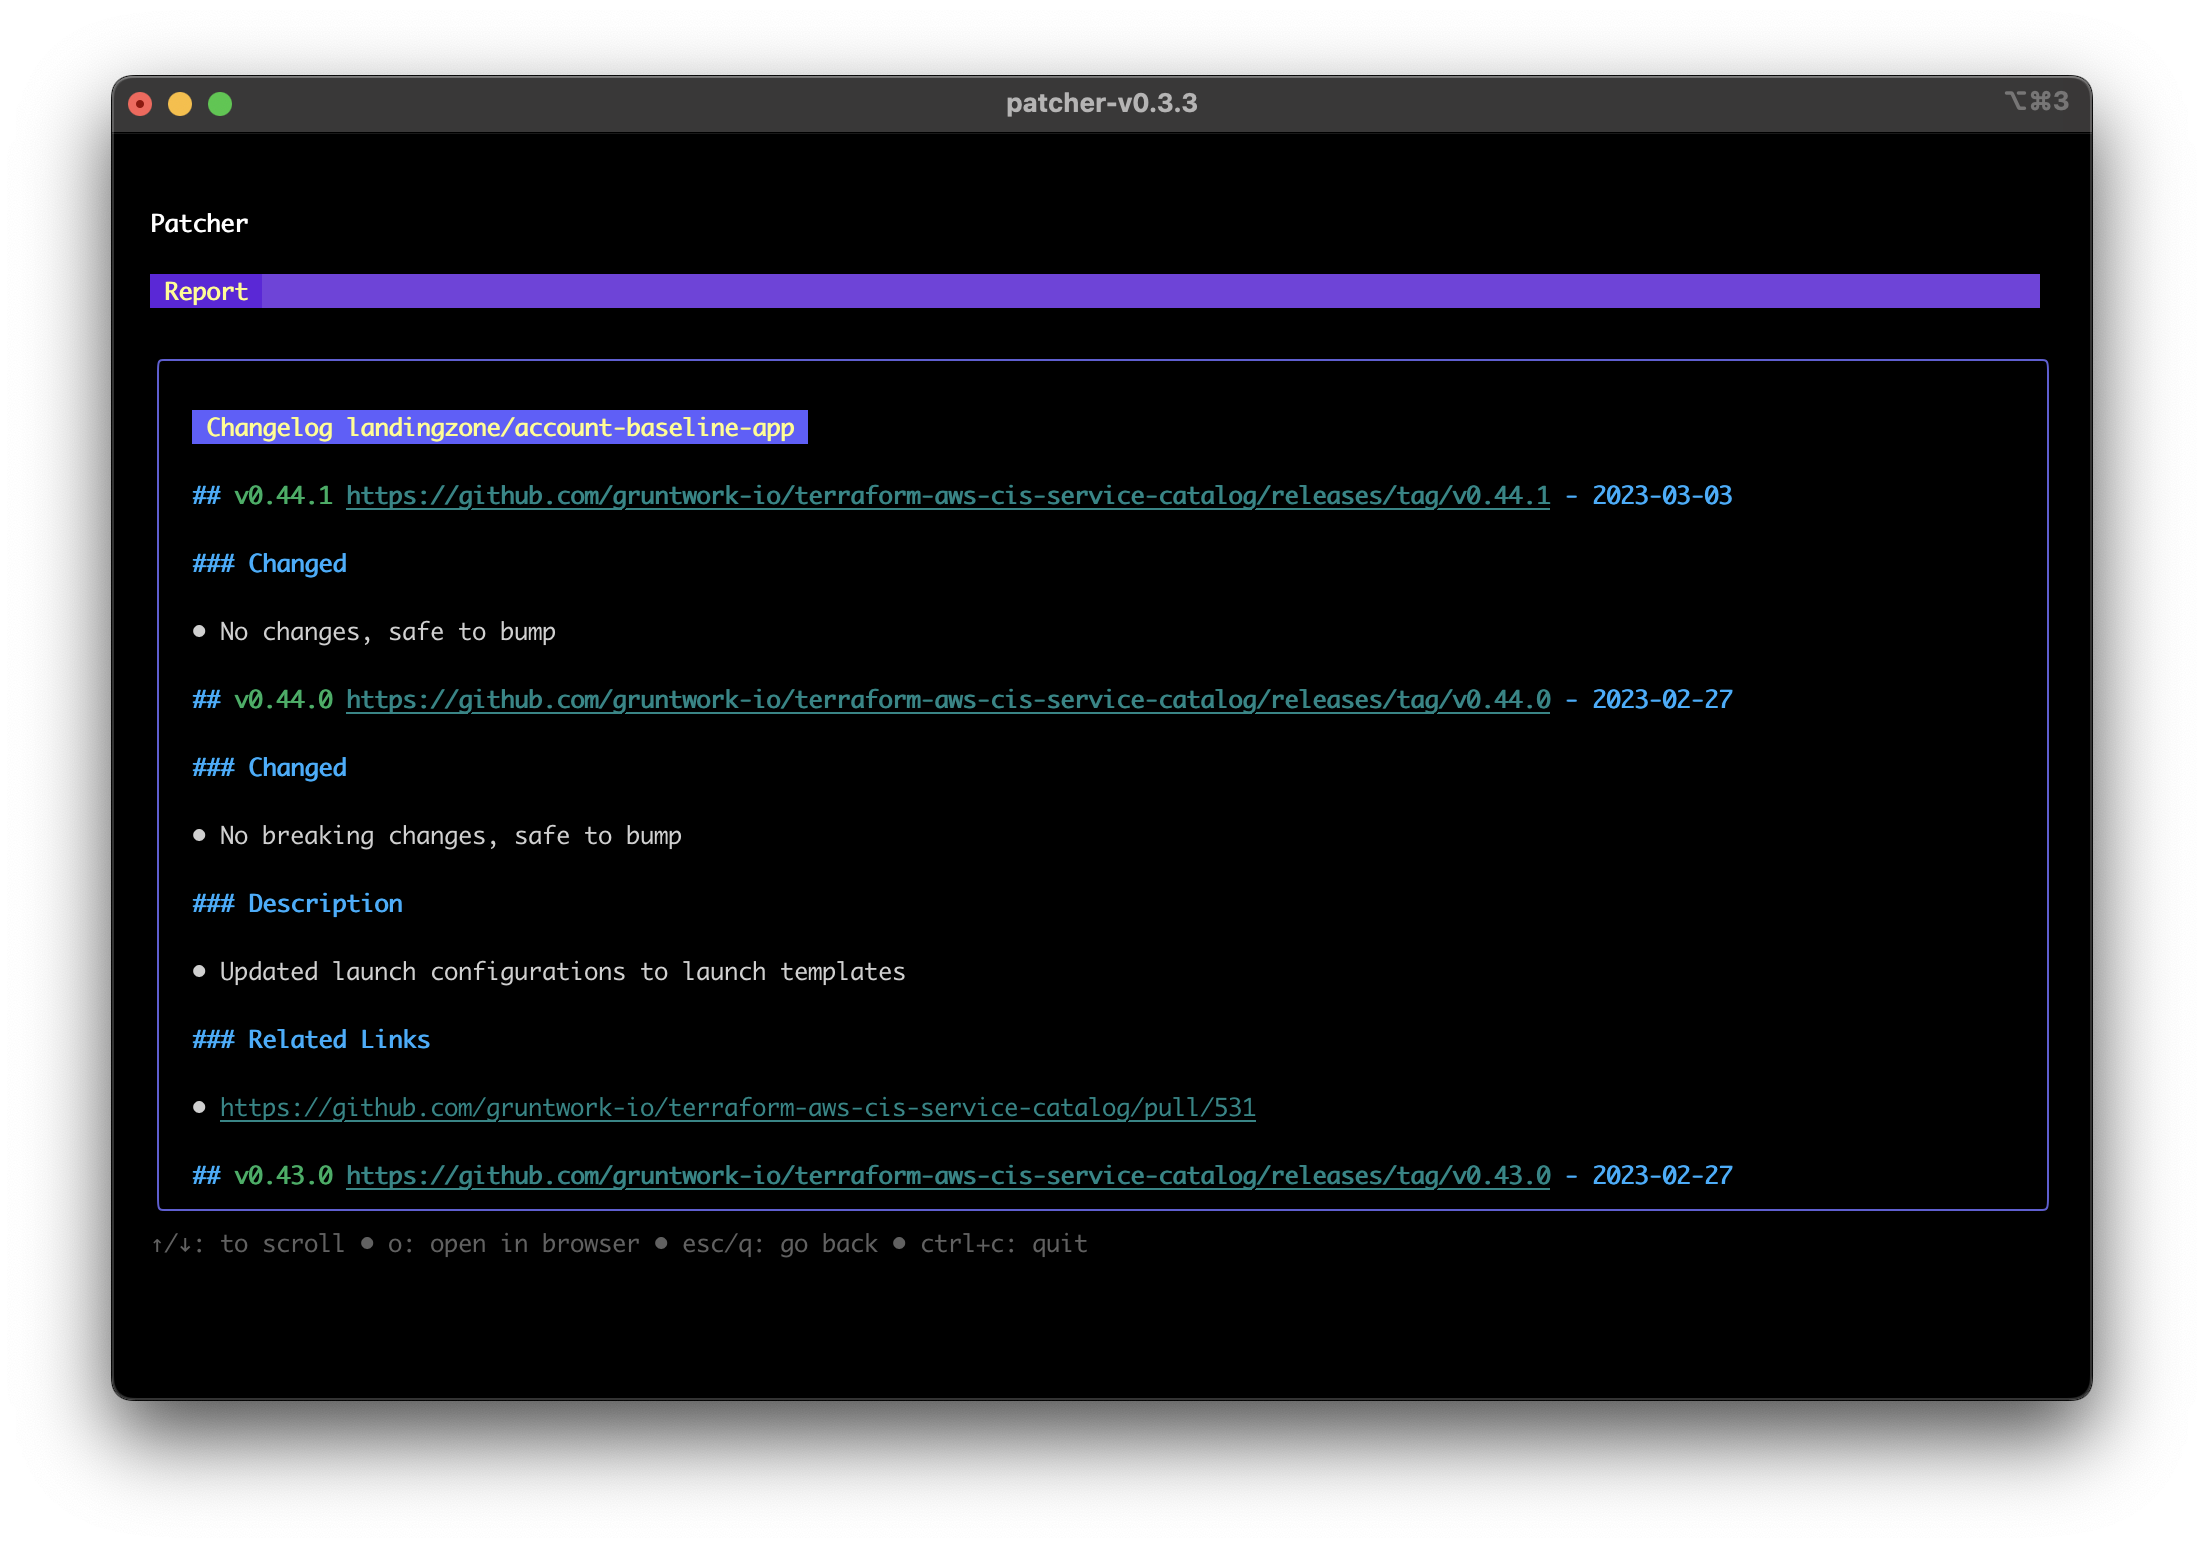 patcher-v0.3.3
⌥⌘3
Patcher
Report
Changelog landingzone/account-baseline-app
## v0.44.1 https://github.com/gruntwork-io/terraform-aws-cis-service-catalog/releases/tag/v0.44.1 - 2023-03-03
### Changed
● No changes, safe to bump
## v0.44.0 https://github.com/gruntwork-io/terraform-aws-cis-service-catalog/releases/tag/v0.44.0 - 2023-02-27
### Changed
● No breaking changes, safe to bump
### Description
● Updated launch configurations to launch templates
### Related Links
● https://github.com/gruntwork-io/terraform-aws-cis-service-catalog/pull/531
## v0.43.0 https://github.com/gruntwork-io/terraform-aws-cis-service-catalog/releases/tag/v0.43.0 - 2023-02-27
↑/↓: to scroll ● o: open in browser ● esc/q: go back ● ctrl+c: quit